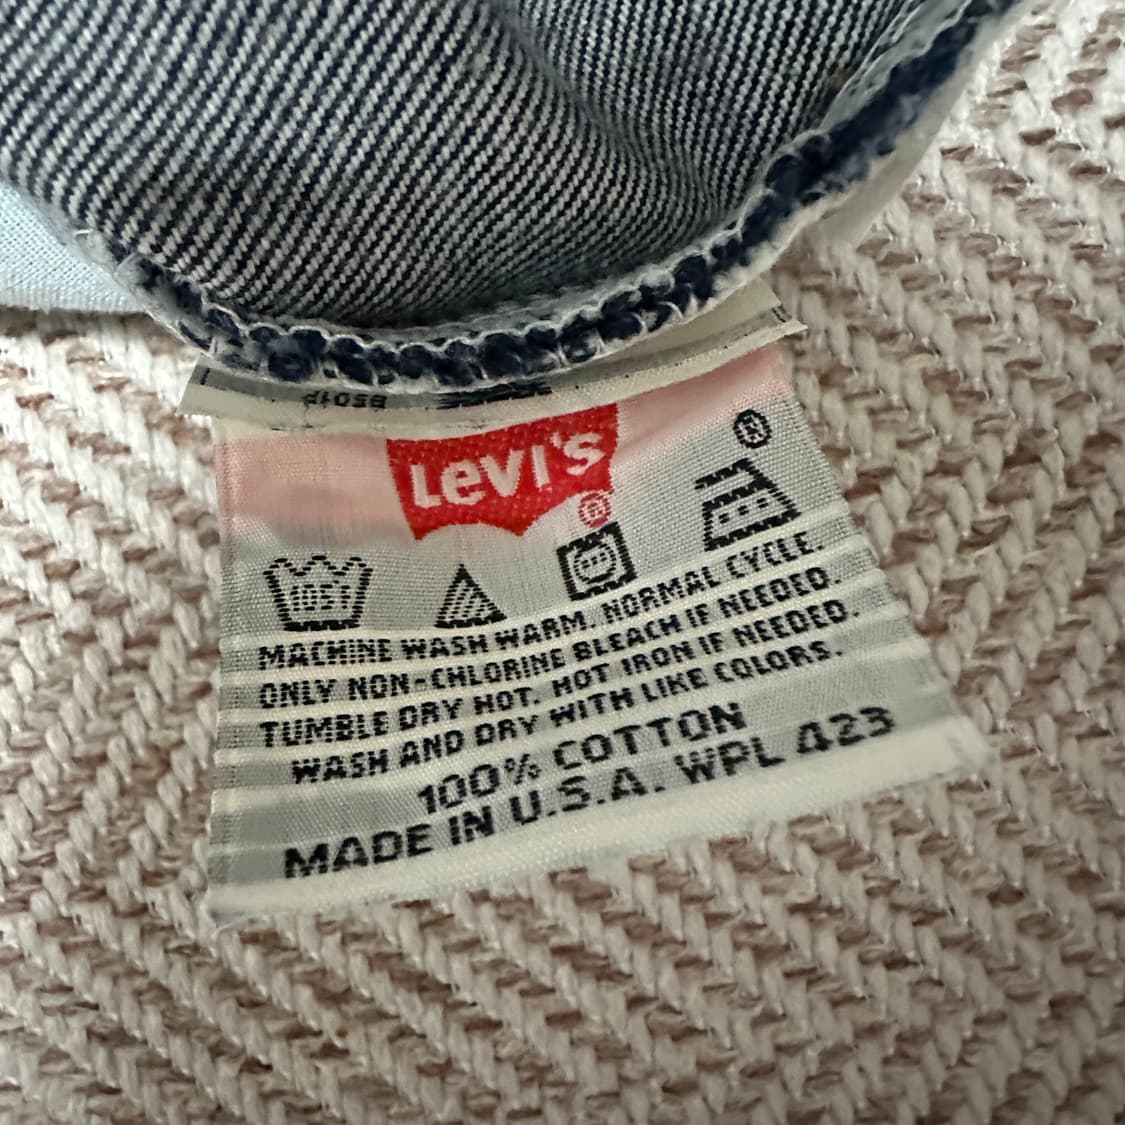 Levi's
®
®
105F
MACHINE WASH WARM, NORMAL CYCLE.
ONLY NON-CHLORINE BLEACH IF NEEDED.
TUMBLE DRY HOT. HOT IRON IF NEEDED.
WASH AND DRY WITH LIKE COLORS.
100% COTTON
MADE IN U.S.A. WPL 423